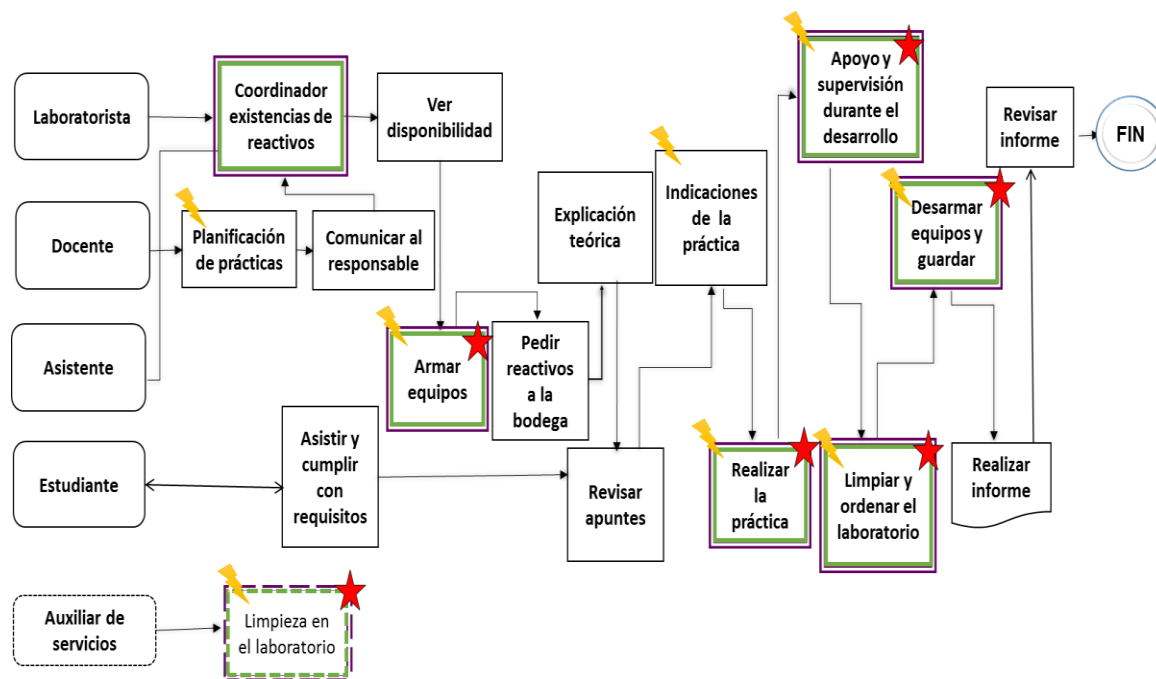 Laboratorista
Coordinador
existencias de
reactivos
Ver
disponibilidad
Apoyo y
supervisión
durante el
desarrollo
Revisar
informe
FIN
Docente
Planificación
de prácticas
Comunicar al
responsable
Explicación
teórica
Indicaciones
de la
práctica
Desarmar
equipos y
guardar
Asistente
Armar
equipos
Pedir
reactivos
a la
bodega
Estudiante
Asistir y
cumplir
con
requisitos
Revisar
apuntes
Realizar
la
práctica
Limpiar y
ordenar el
laboratorio
Realizar
informe
Auxiliar de
servicios
Limpieza en
el laboratorio